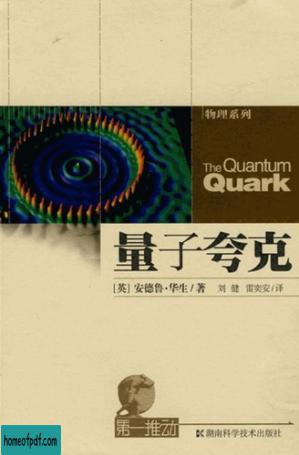 物理系列
The Quantum
Quark
量子夸克
[英] 安德鲁·华生/著
刘健 雷奕安/译
第一推动
湖南科学技术出版社
homeofpdf.com